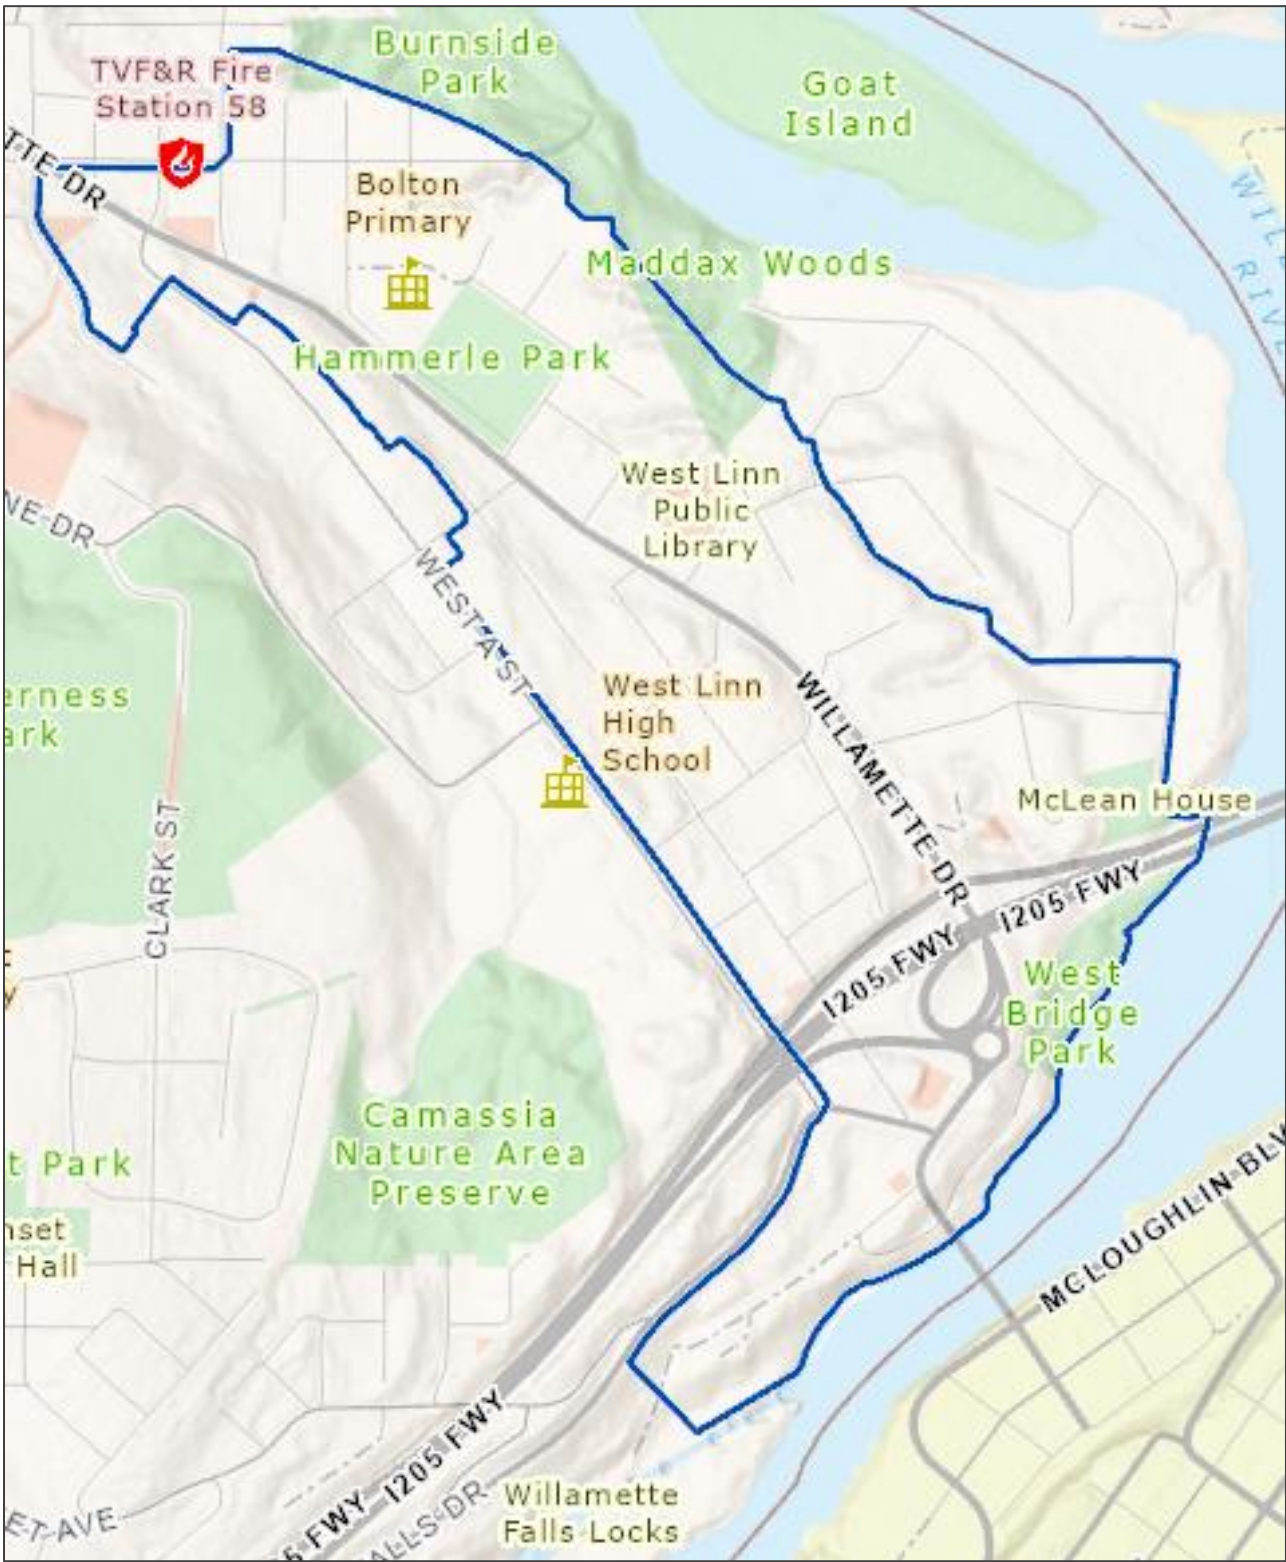 Burnside
Park
TVF&R Fire
Station 58
Goat
Island
TTE DR
Bolton
Primary
Maddax Woods
Hammerle Park
West Linn
Public
Library
NE DR
WEST A ST
West Linn
High
School
WILLAMETTE DR
erness
ark
McLean House
CLARK ST
I205 FWY
I205 FWY
West
Bridge
Park
y
Camassia
Nature Area
Preserve
t Park
nset
Hall
MCLOUGHLIN BLV
I205 FWY
5 FWY
ALLS DR
ET AVE
Willamette
Falls Locks